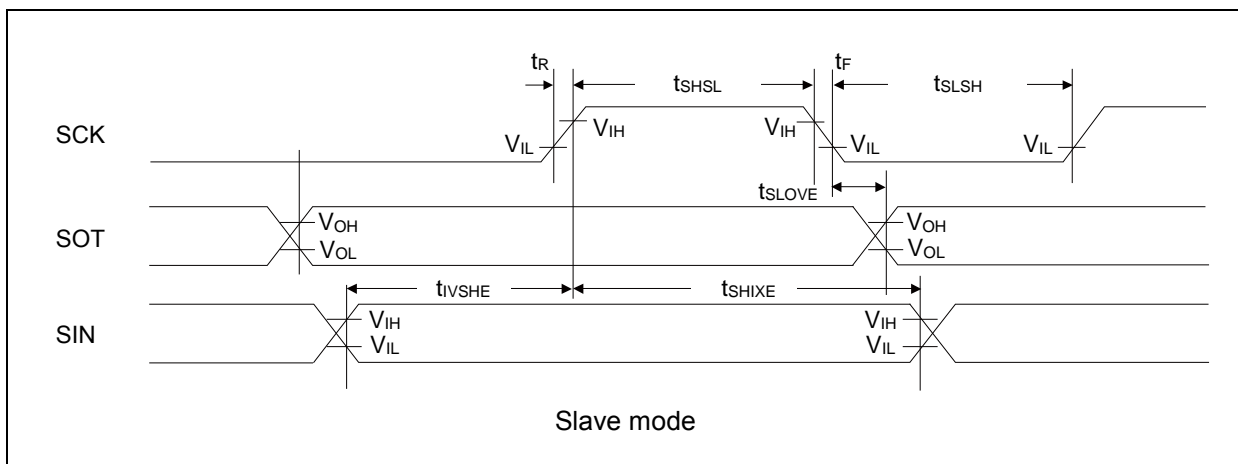 tR tSHSL tF tSLSH
SCK VIL VIH VIH VIL VIL
tSLOVE
SOT VOH VOL VOH VOL
tIVSHE tSHIXE
SIN VIH VIL VIH VIL
Slave mode